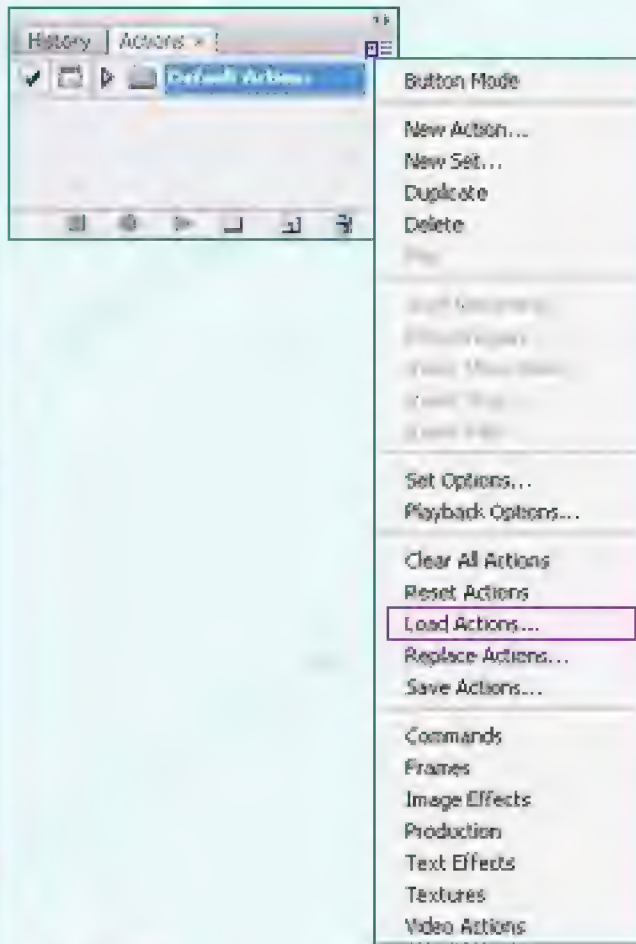 History Actions ×
Default Actions
Button Mode
New Action...
New Set...
Duplicate
Delete
Play
Set Options...
Playback Options...
Clear All Actions
Reset Actions
Load Actions...
Replace Actions...
Save Actions...
Commands
Frames
Image Effects
Production
Text Effects
Textures
Video Actions